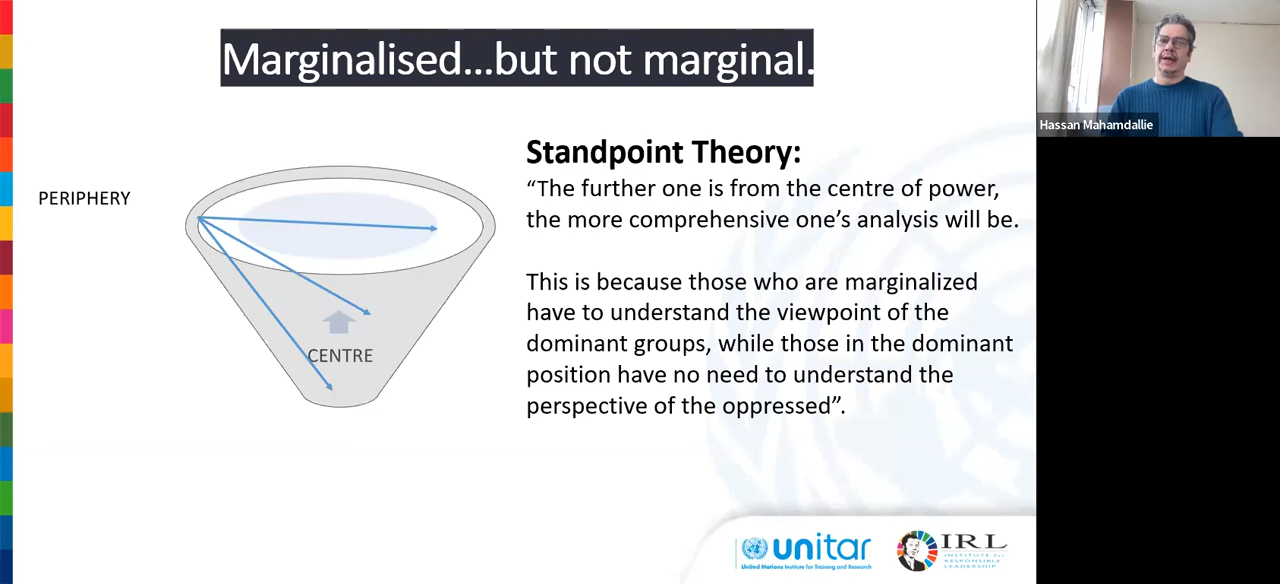 Marginalised...but not marginal.
Hassan Mahamdallie
Standpoint Theory:
“The further one is from the centre of power,
the more comprehensive one’s analysis will be.
This is because those who are marginalized
have to understand the viewpoint of the
dominant groups, while those in the dominant
position have no need to understand the
perspective of the oppressed”.
PERIPHERY
CENTRE
unitar
United Nations Institute for Training and Research
IRL
INSTITUTE for
RESPONSIBLE
LEADERSHIP